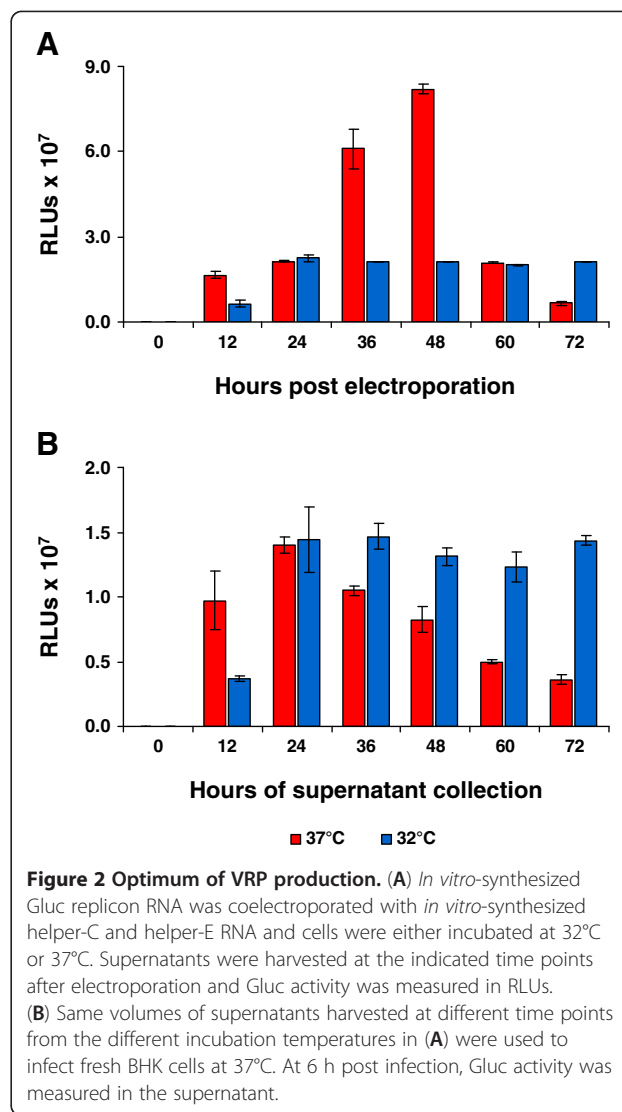 A
9.0
6.0
3.0
0.0
RLUs x 10⁷
0 12 24 36 48 60 72
Hours post electroporation
B
2.0
1.5
1.0
0.5
0.0
RLUs x 10⁷
0 12 24 36 48 60 72
Hours of supernatant collection
37°C 32°C
Figure 2 Optimum of VRP production. (A) In vitro-synthesized
Gluc replicon RNA was coelectroporated with in vitro-synthesized
helper-C and helper-E RNA and cells were either incubated at 32°C
or 37°C. Supernatants were harvested at the indicated time points
after electroporation and Gluc activity was measured in RLUs.
(B) Same volumes of supernatants harvested at different time points
from the different incubation temperatures in (A) were used to
infect fresh BHK cells at 37°C. At 6 h post infection, Gluc activity was
measured in the supernatant.